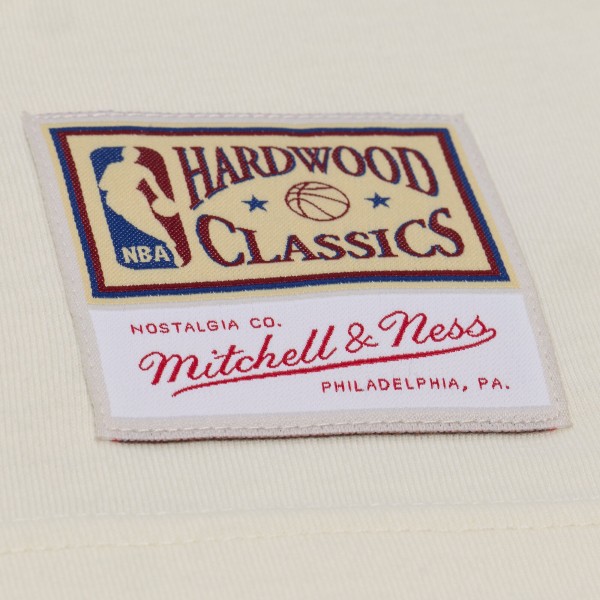 HARDWOOD
CLASSICS
NBA
NOSTALGIA CO.
Mitchell & Ness
PHILADELPHIA, PA.